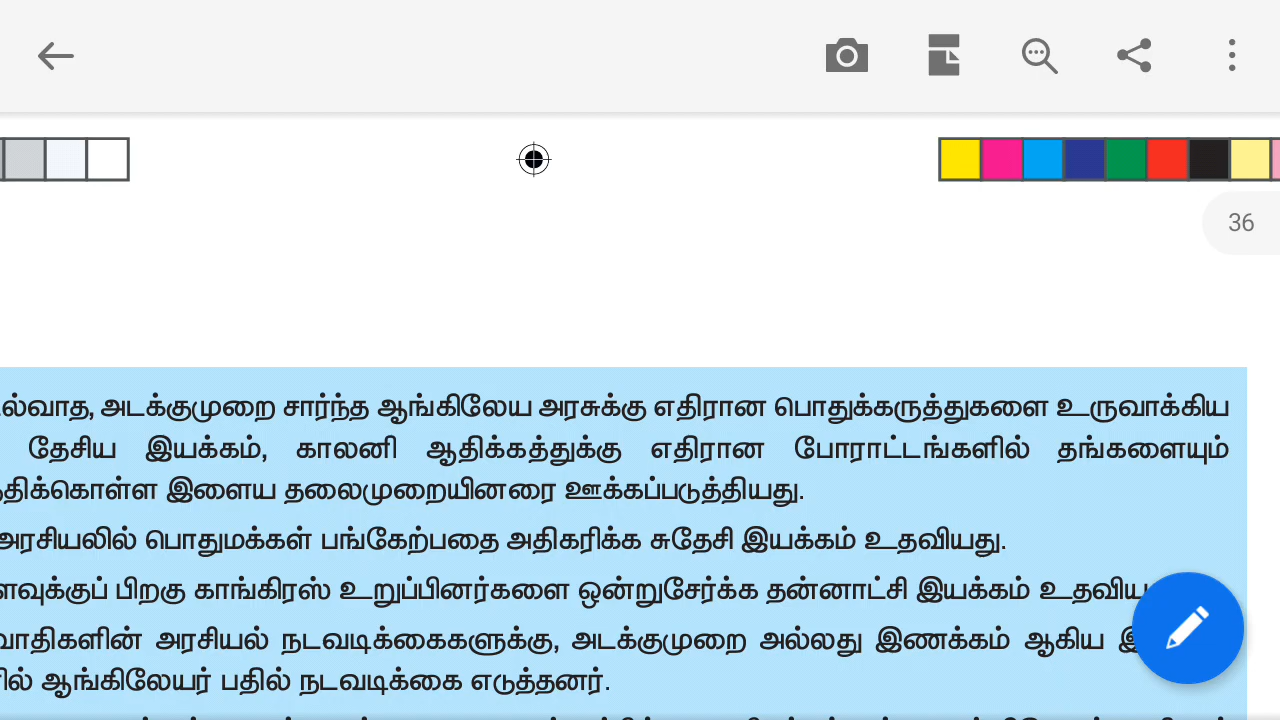 36
அடக்குமுறை சார்ந்த ஆங்கிலேய அரசுக்கு எதிரான பொதுக்கருத்துகளை உருவாக்கிய
தேசிய இயக்கம், காலனி ஆதிக்கத்துக்கு எதிரான போராட்டங்களில் தங்களையும்
இளைய தலைமுறையினரை ஊக்கப்படுத்தியது.
அரசியலில் பொதுமக்கள் பங்கேற்பதை அதிகரிக்க சுதேசி இயக்கம் உதவியது.
பிறகு காங்கிரஸ் உறுப்பினர்களை ஒன்றுசேர்க்க தன்னாட்சி இயக்கம்
அரசியல் நடவடிக்கைகளுக்கு, அடக்குமுறை அல்லது இணக்கம் ஆகிய
ஆங்கிலேயர் பதில் நடவடிக்கை எடுத்தனர்.